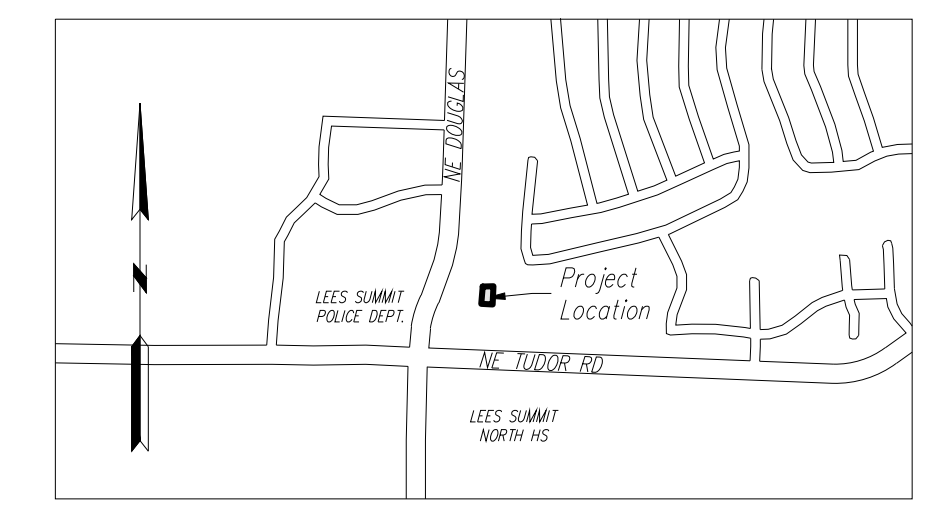 NE DOUGLAS
N
Project
Location
LEES SUMMIT
POLICE DEPT.
NE TUDOR RD
LEES SUMMIT
NORTH HS